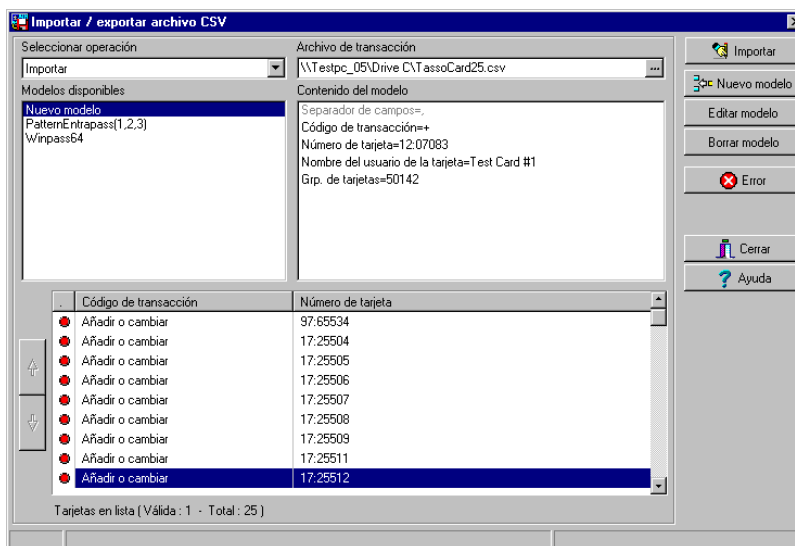 Importar / exportar archivo CSV
Seleccionar operación
Archivo de transacción
Importar
\\Testpc_05\Drive C\TassoCard25.csv
...
Modelos disponibles
Contenido del modelo
Nuevo modelo
PatternEntrapass(1,2,3)
Winpass64
Separador de campos=,
Código de transacción=+
Número de tarjeta=12:07083
Nombre del usuario de la tarjeta=Test Card #1
Grp. de tarjetas=50142
Importar
Nuevo modelo
Editar modelo
Borrar modelo
Error
Cerrar
Ayuda
. Código de transacción Número de tarjeta
Añadir o cambiar 97:65534
Añadir o cambiar 17:25504
Añadir o cambiar 17:25505
Añadir o cambiar 17:25506
Añadir o cambiar 17:25507
Añadir o cambiar 17:25508
Añadir o cambiar 17:25509
Añadir o cambiar 17:25511
Añadir o cambiar 17:25512
Tarjetas en lista ( Válida : 1 - Total : 25 )